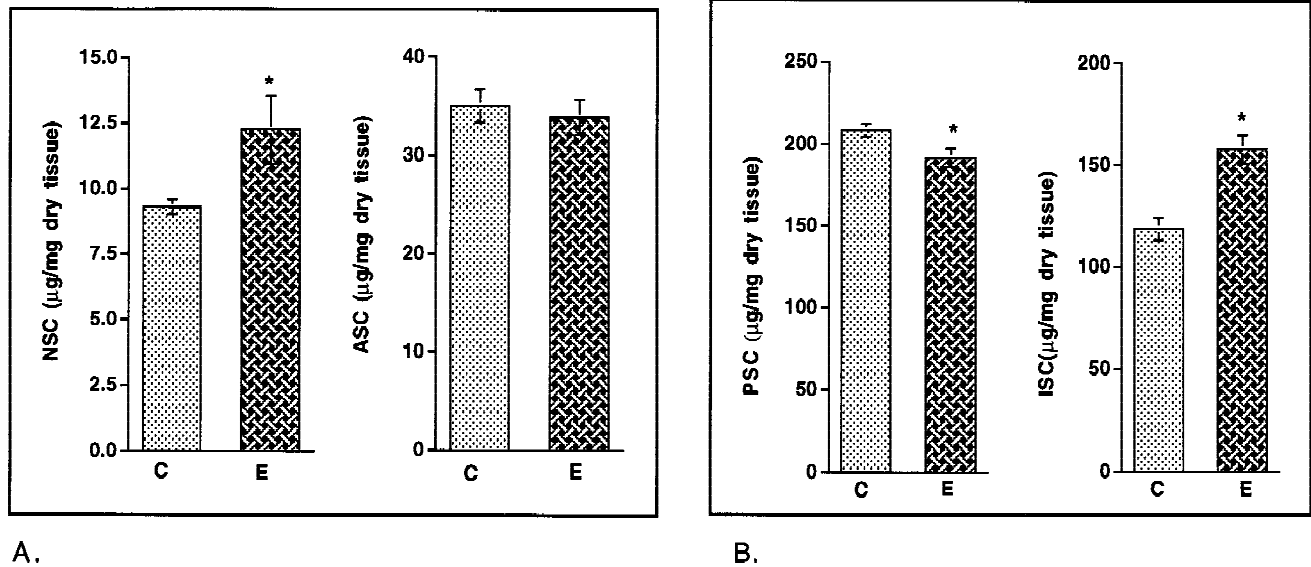 NSC (μg/mg dry tissue)
15.0
12.5
10.0
7.5
5.0
2.5
0.0
*
C E
ASC (μg/mg dry tissue)
40
30
20
10
0
C E
A.
PSC (μg/mg dry tissue)
250
200
150
100
50
0
*
C E
ISC(μg/mg dry tissue)
200
150
100
50
0
*
C E
B.